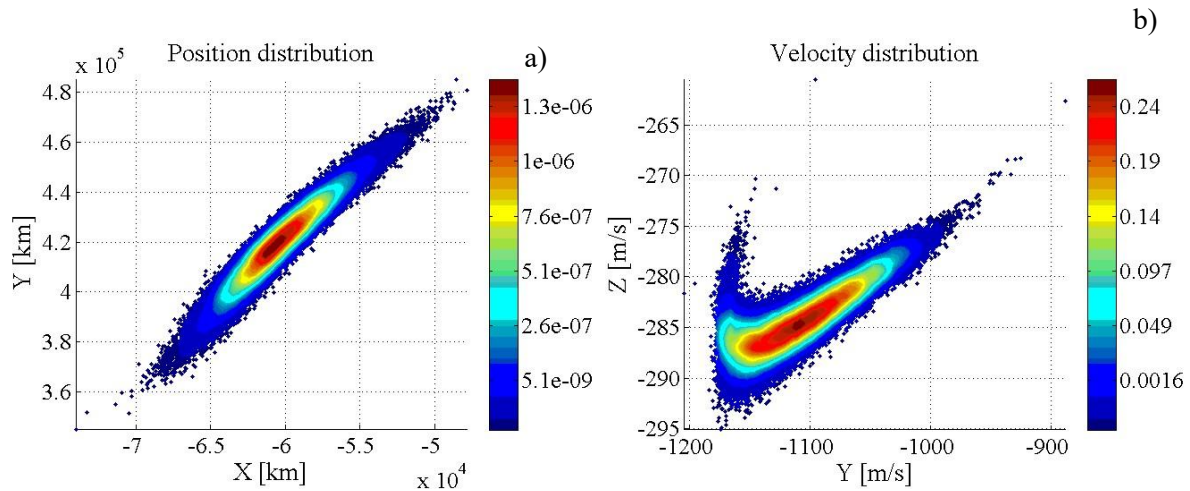 Position distribution
a)
x 10^5
4.8
4.6
4.4
4.2
4
3.8
3.6
Y [km]
-7
-6.5
-6
-5.5
-5
X [km]
x 10^4
1.3e-06
1e-06
7.6e-07
5.1e-07
2.6e-07
5.1e-09
b)
Velocity distribution
-265
-270
-275
-280
-285
-290
-295
Z [m/s]
-1200
-1100
-1000
-900
Y [m/s]
0.24
0.19
0.14
0.097
0.049
0.0016